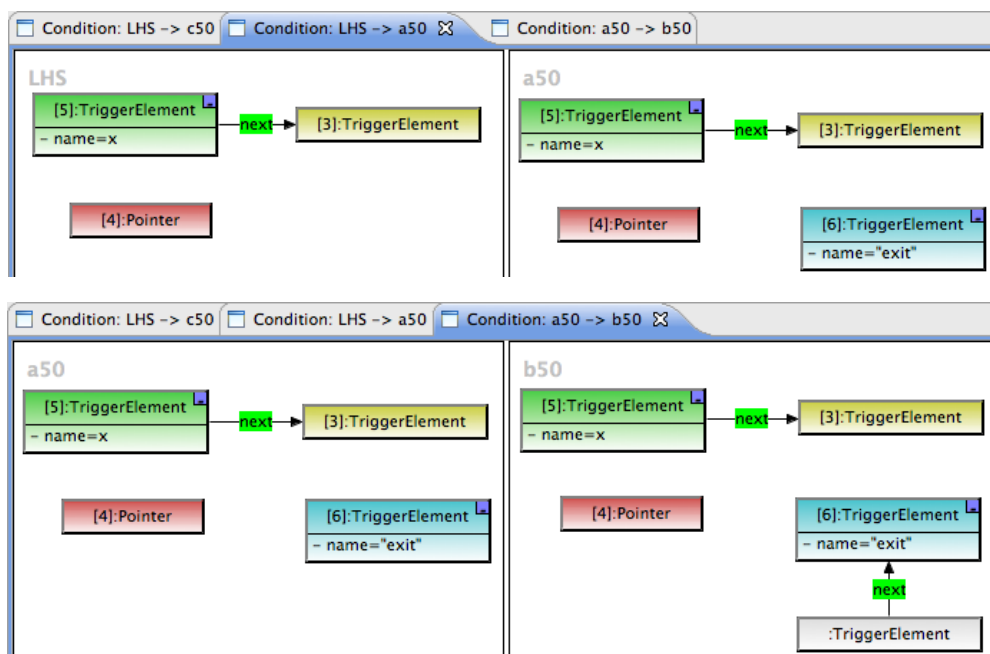 Condition: LHS -> c50 Condition: LHS -> a50 Condition: a50 -> b50
LHS a50
[5]:TriggerElement next [3]:TriggerElement [5]:TriggerElement next [3]:TriggerElement
- name=x - name=x
[4]:Pointer [4]:Pointer [6]:TriggerElement
- name="exit"
Condition: LHS -> c50 Condition: LHS -> a50 Condition: a50 -> b50
a50 b50
[5]:TriggerElement next [3]:TriggerElement [5]:TriggerElement next [3]:TriggerElement
- name=x - name=x
[4]:Pointer [6]:TriggerElement [4]:Pointer [6]:TriggerElement
- name="exit" - name="exit"
next
:TriggerElement